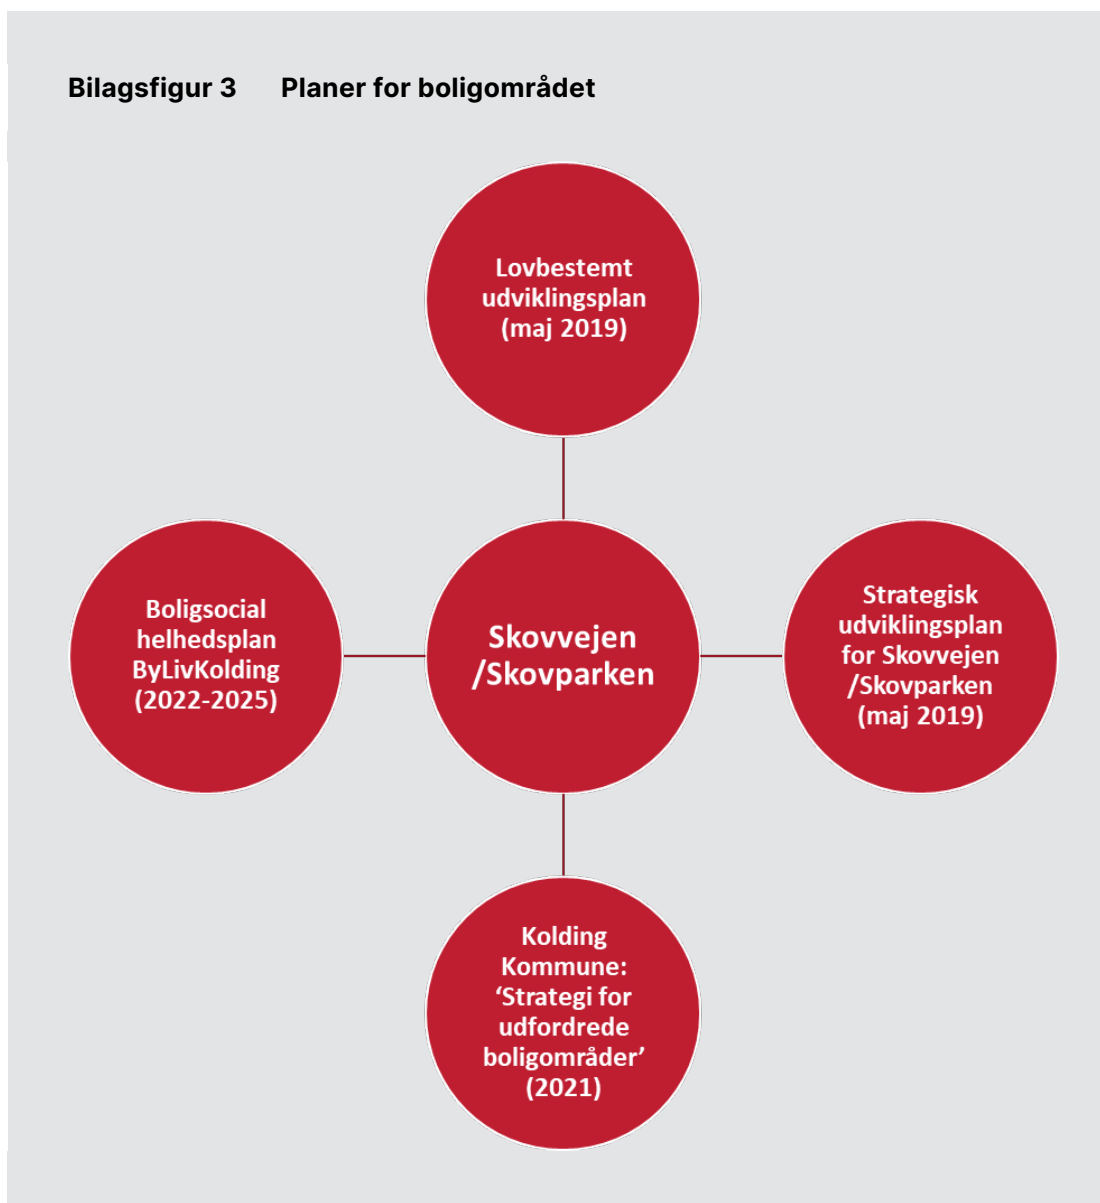 Bilagsfigur 3 Planer for boligområdet
Lovbestemt
udviklingsplan
(maj 2019)
Boligsocial
helhedsplan
ByLivKolding
(2022-2025)
Skovvejen
/Skovparken
Strategisk
udviklingsplan
for Skovvejen
/Skovparken
(maj 2019)
Kolding
Kommune:
‘Strategi for
udfordrede
boligområder’
(2021)